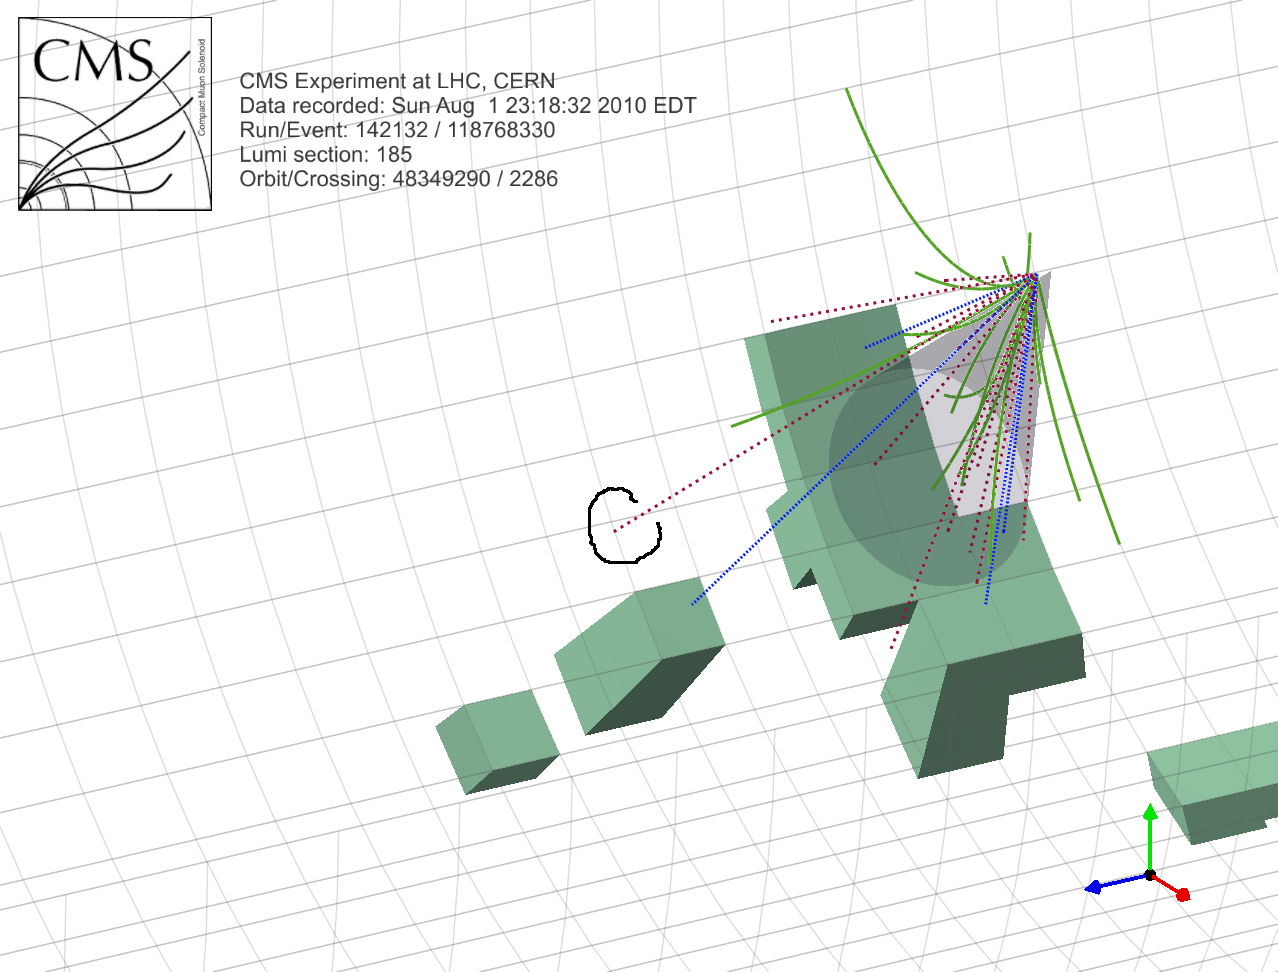 CMS
Compact Muon Solenoid
CMS Experiment at LHC, CERN
Data recorded: Sun Aug  1 23:18:32 2010 EDT
Run/Event: 142132 / 118768330
Lumi section: 185
Orbit/Crossing: 48349290 / 2286